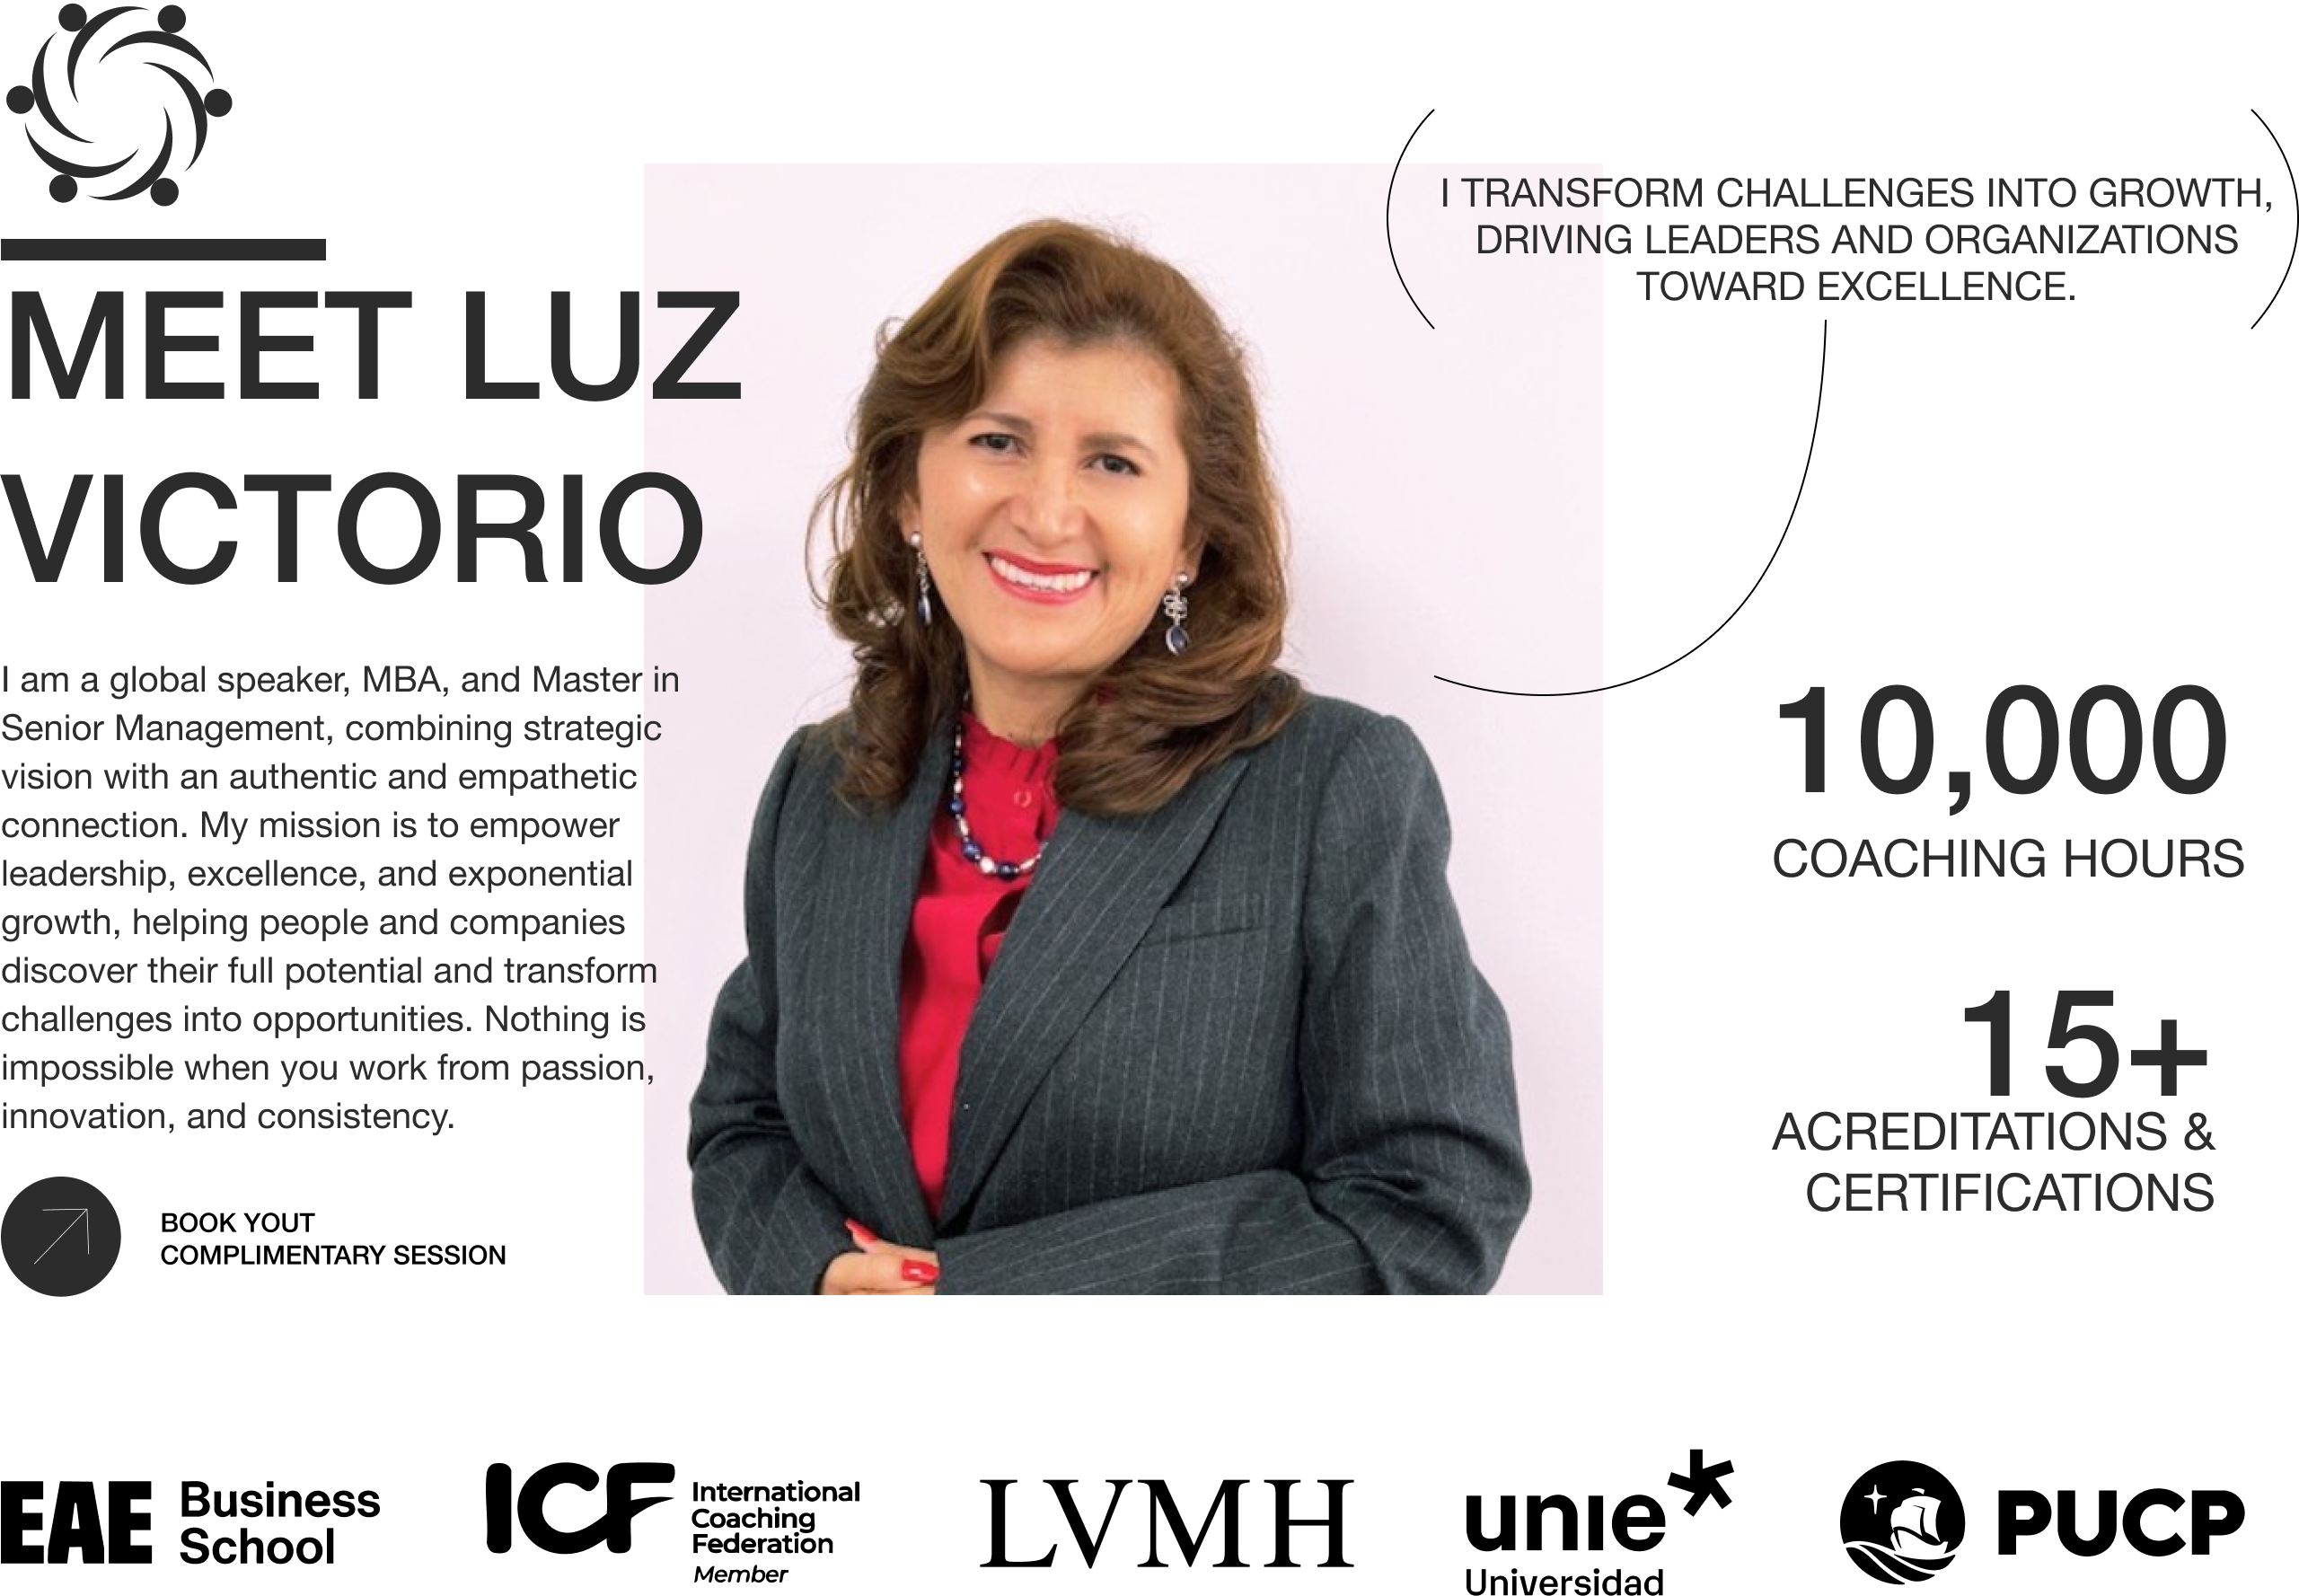 I TRANSFORM CHALLENGES INTO GROWTH,
DRIVING LEADERS AND ORGANIZATIONS
TOWARD EXCELLENCE.
MEET LUZ
VICTORIO
I am a global speaker, MBA, and Master in
Senior Management, combining strategic
vision with an authentic and empathetic
connection. My mission is to empower
leadership, excellence, and exponential
growth, helping people and companies
discover their full potential and transform
challenges into opportunities. Nothing is
impossible when you work from passion,
innovation, and consistency.
BOOK YOUT
COMPLIMENTARY SESSION
10,000
COACHING HOURS
15+
ACREDITATIONS &
CERTIFICATIONS
EAE Business
School
ICF International
Coaching
Federation
Member
LVMH
unie*
Universidad
PUCP